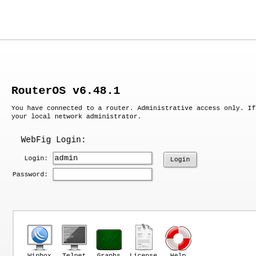 RouterOS v6.48.1
You have connected to a router. Administrative access only. If
your local network administrator.
WebFig Login:
Login: admin
Login
Password:
Winbox Telnet Graphs License Help